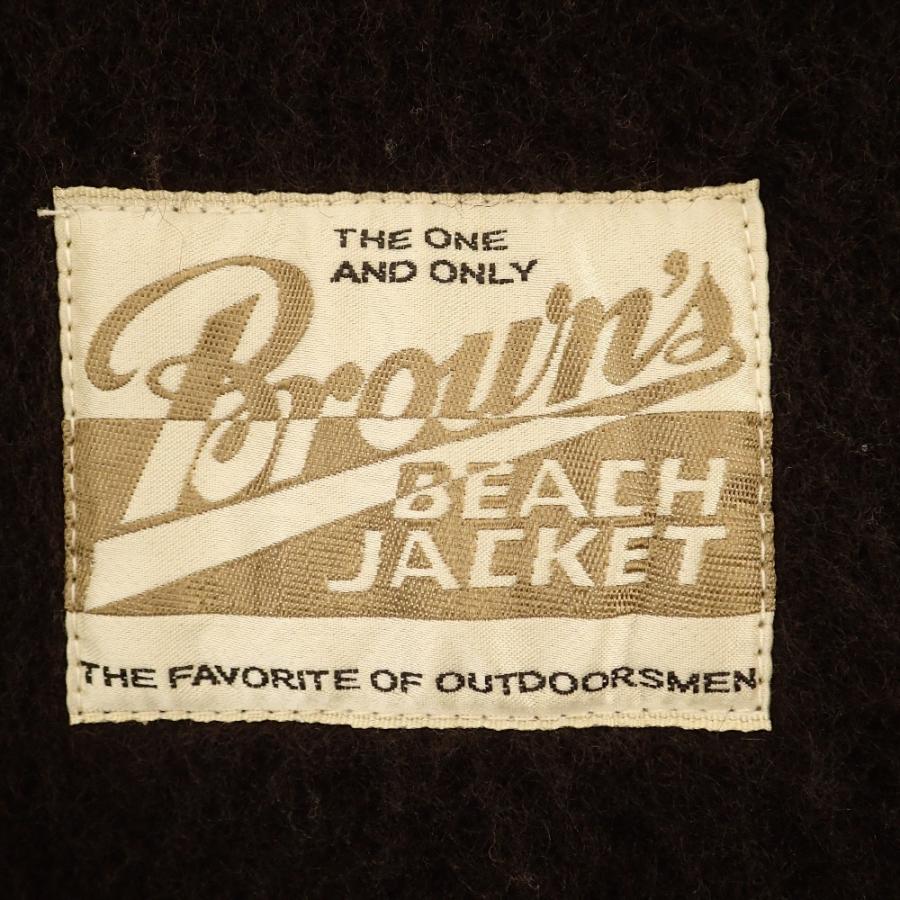 THE ONE
AND ONLY
Brown's
BEACH
JACKET
THE FAVORITE OF OUTDOORSMEN